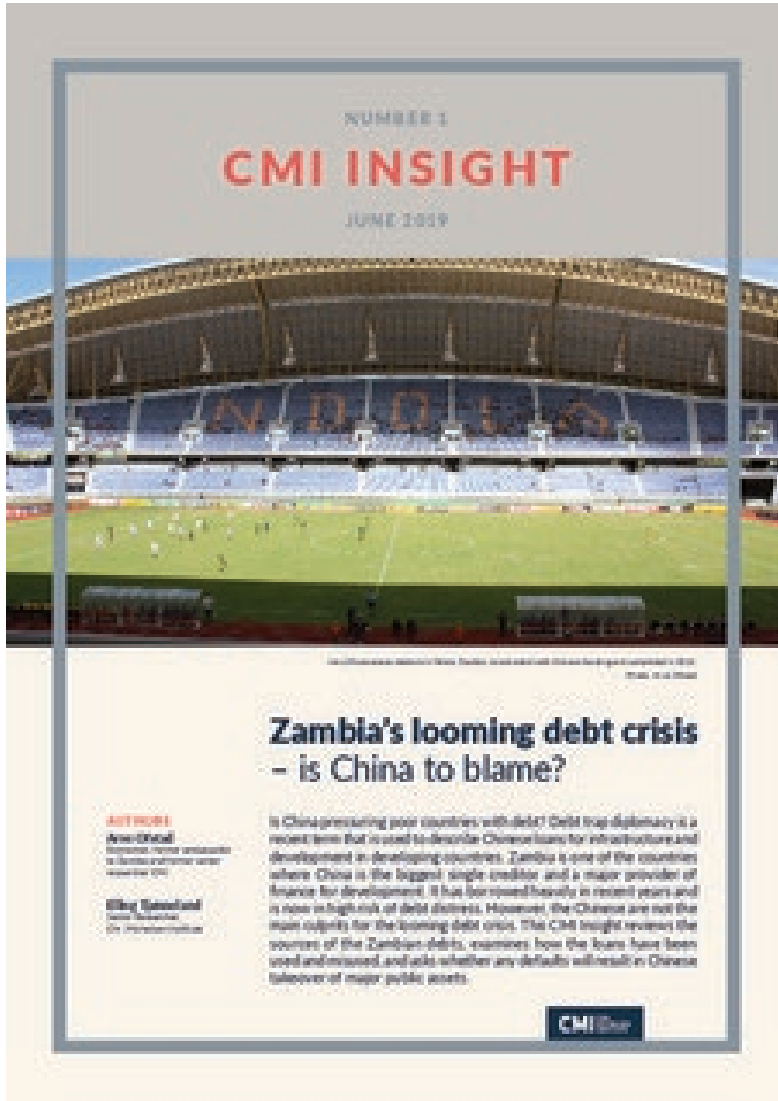 NUMBER 1
CMI INSIGHT
JUNE 2019
NDOLA
Zambia's looming debt crisis
– is China to blame?
AUTHORS
Is China pressuring poor countries with debt? Debt trap diplomacy is a
recent term that is used to describe Chinese loans for infrastructure and
development in developing countries. Zambia is one of the countries
where China is the biggest single creditor and a major provider of
finance for development. It has borrowed heavily in recent years and
is now in high risk of debt distress. However, the Chinese are not the
main culprits for the looming debt crisis. This CMI Insight reviews the
sources of the Zambian debts, examines how the loans have been
used and misused, and asks whether any defaults will result in Chinese
takeover of major public assets.
CMI